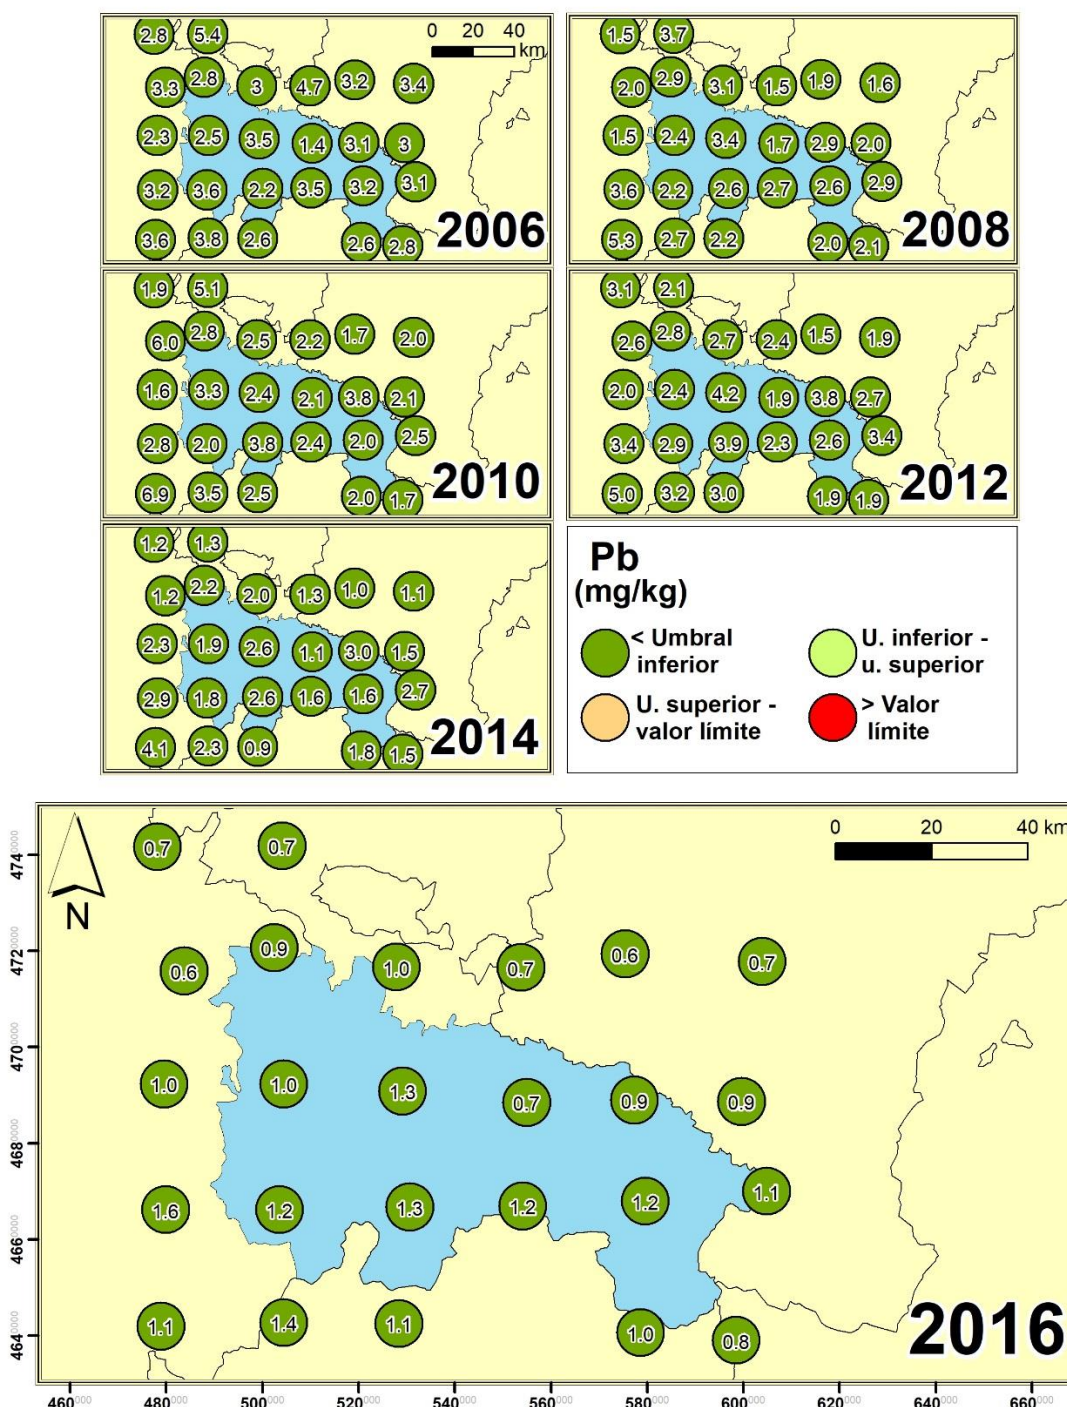 2.8 5.4
0 20 40
km
3.3 2.8 3 4.7 3.2 3.4
2.3 2.5 3.5 1.4 3.1 3
3.2 3.6 2.2 3.5 3.2 3.1
3.6 3.8 2.6 2.6 2.8
2006
1.5 3.7
2.0 2.9 3.1 1.5 1.9 1.6
1.5 2.4 3.4 1.7 2.9 2.0
3.6 2.2 2.6 2.7 2.6 2.9
5.3 2.7 2.2 2.0 2.1
2008
1.9 5.1
6.0 2.8 2.5 2.2 1.7 2.0
1.6 3.3 2.4 2.1 3.8 2.1
2.8 2.0 3.8 2.4 2.0 2.5
6.9 3.5 2.5 2.0 1.7
2010
3.1 2.1
2.6 2.8 2.7 2.4 1.5 1.9
2.0 2.4 4.2 1.9 3.8 2.7
3.4 2.9 3.9 2.3 2.6 3.4
5.0 3.2 3.0 1.9 1.9
2012
1.2 1.3
1.2 2.2 2.0 1.3 1.0 1.1
2.3 1.9 2.6 1.1 3.0 1.5
2.9 1.8 2.6 1.6 1.6 2.7
4.1 2.3 0.9 1.8 1.5
2014
Pb
(mg/kg)
< Umbral
inferior
U. inferior -
u. superior
U. superior -
valor límite
> Valor
límite
0 20 40 km
N
0.7 0.7
0.6 0.9 1.0 0.7 0.6 0.7
1.0 1.0 1.3 0.7 0.9 0.9
1.6 1.2 1.3 1.2 1.2 1.1
1.1 1.4 1.1 1.0 0.8
2016
4740000
4720000
4700000
4680000
4660000
4640000
460000 480000 500000 520000 540000 560000 580000 600000 620000 640000 660000